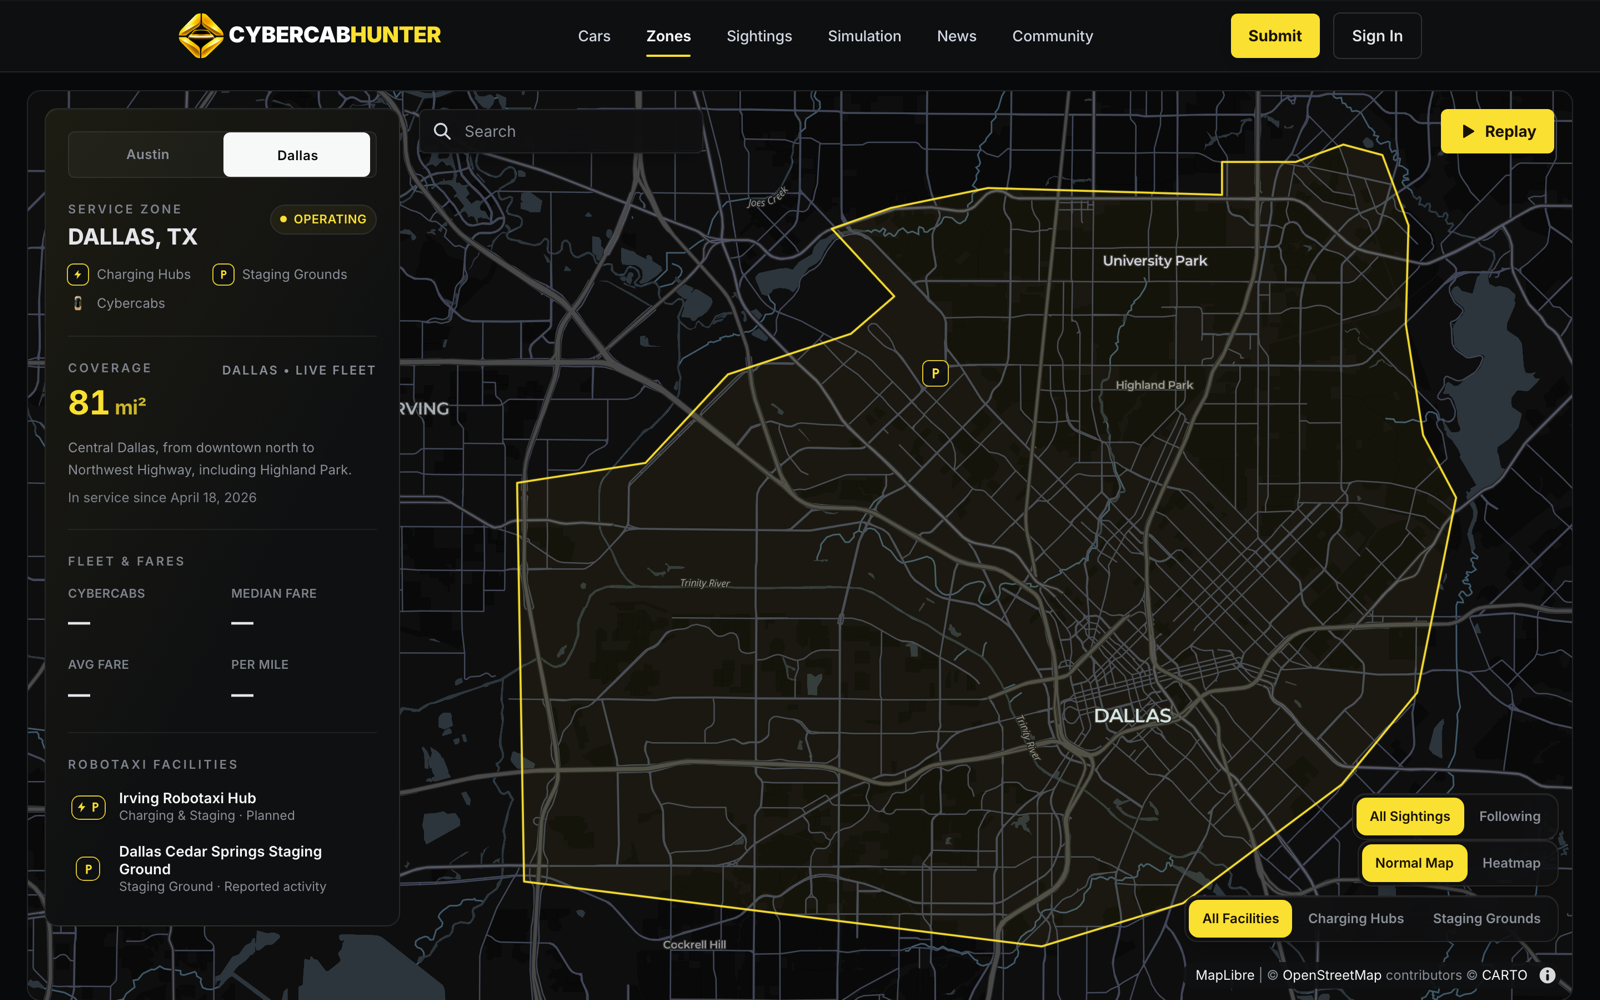 CYBERCABHUNTER
Cars
Zones
Sightings
Simulation
News
Community
Submit
Sign In
Austin
Dallas
SERVICE ZONE
DALLAS, TX
OPERATING
Charging Hubs
P
Staging Grounds
Cybercabs
COVERAGE
DALLAS • LIVE FLEET
81 mi²
Central Dallas, from downtown north to
Northwest Highway, including Highland Park.
In service since April 18, 2026
FLEET & FARES
CYBERCABS
MEDIAN FARE
—
—
AVG FARE
PER MILE
—
—
ROBOTAXI FACILITIES
P
Irving Robotaxi Hub
Charging & Staging · Planned
P
Dallas Cedar Springs Staging
Ground
Staging Ground · Reported activity
Search
Replay
Joes Creek
University Park
P
Highland Park
RVING
Trinity River
DALLAS
Trinity River
Cockrell Hill
All Sightings
Following
Normal Map
Heatmap
All Facilities
Charging Hubs
Staging Grounds
MapLibre | © OpenStreetMap contributors © CARTO